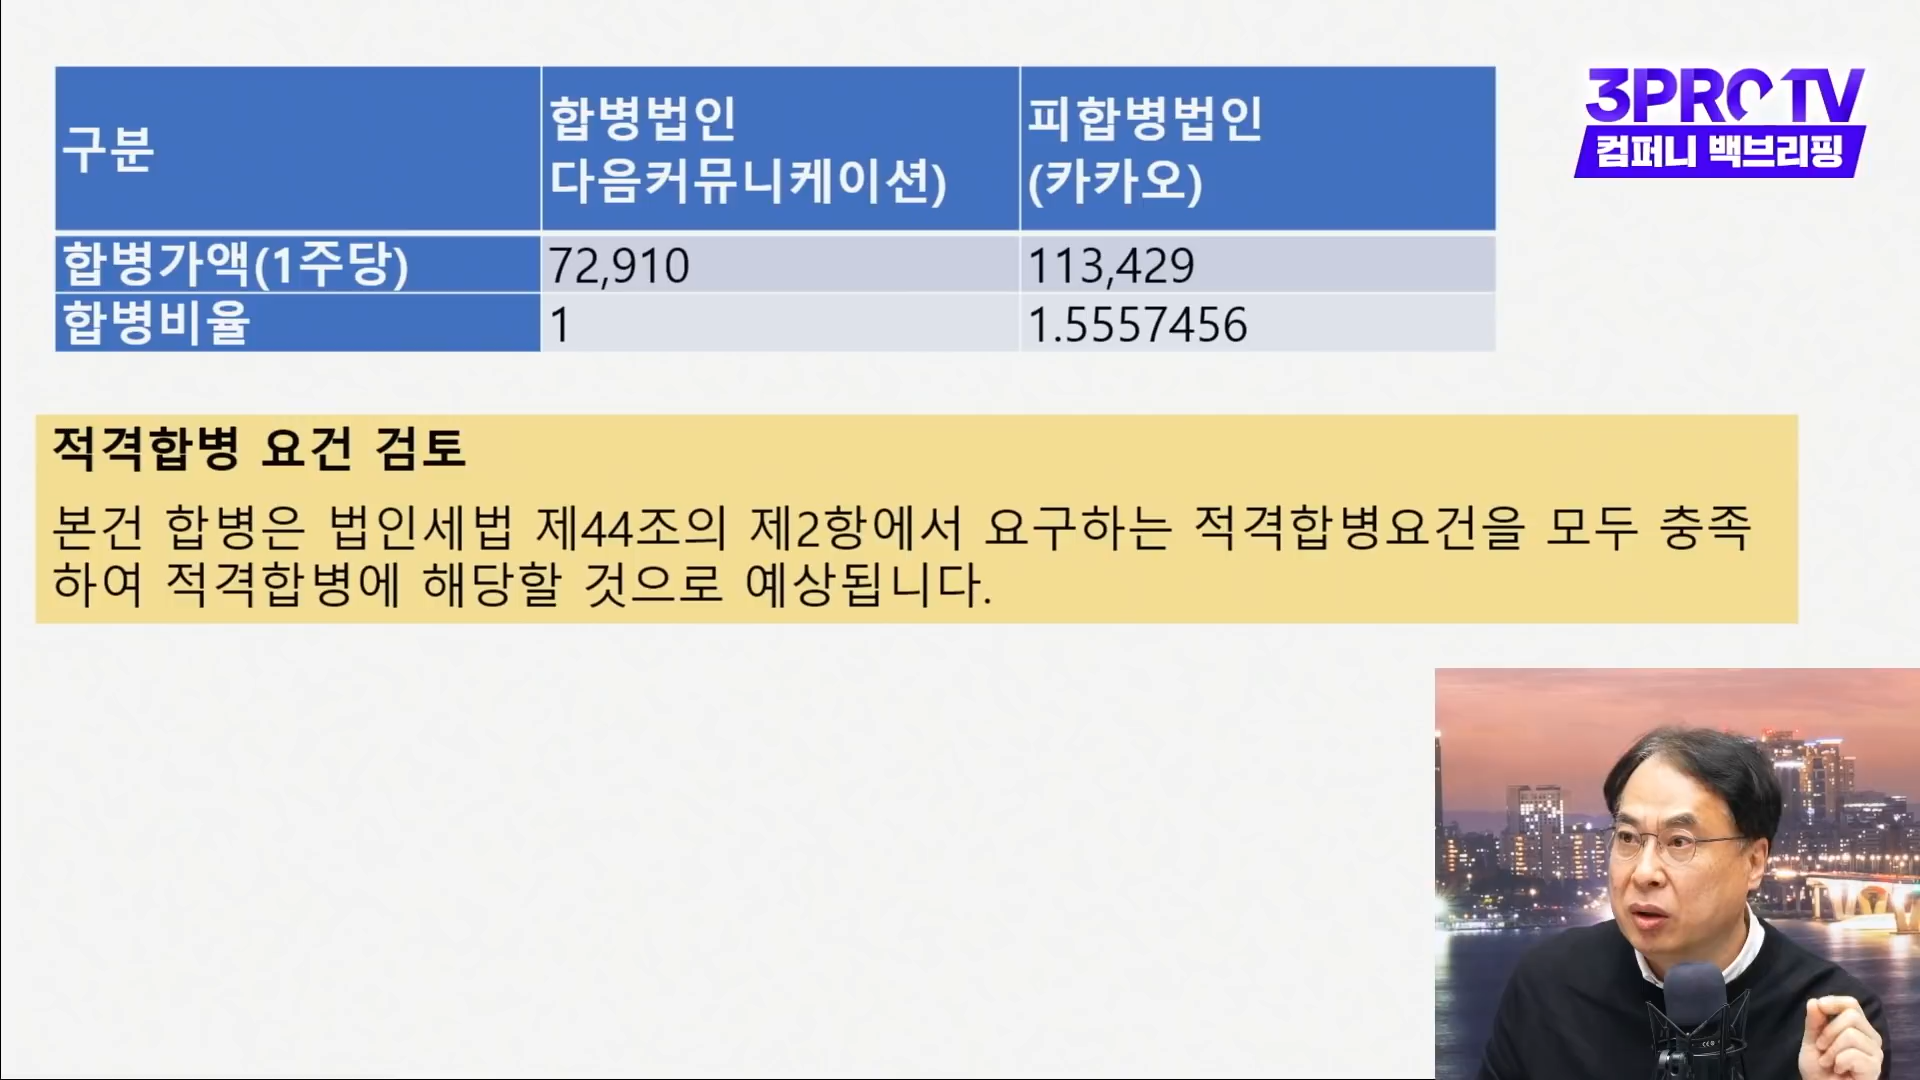 3PRO TV
컴퍼니 백브리핑
구분
합병법인
다음커뮤니케이션)
피합병법인
(카카오)
합병가액(1주당)
72,910
113,429
합병비율
1
1.5557456
적격합병 요건 검토
본건 합병은 법인세법 제44조의 제2항에서 요구하는 적격합병요건을 모두 충족
하여 적격합병에 해당할 것으로 예상됩니다.